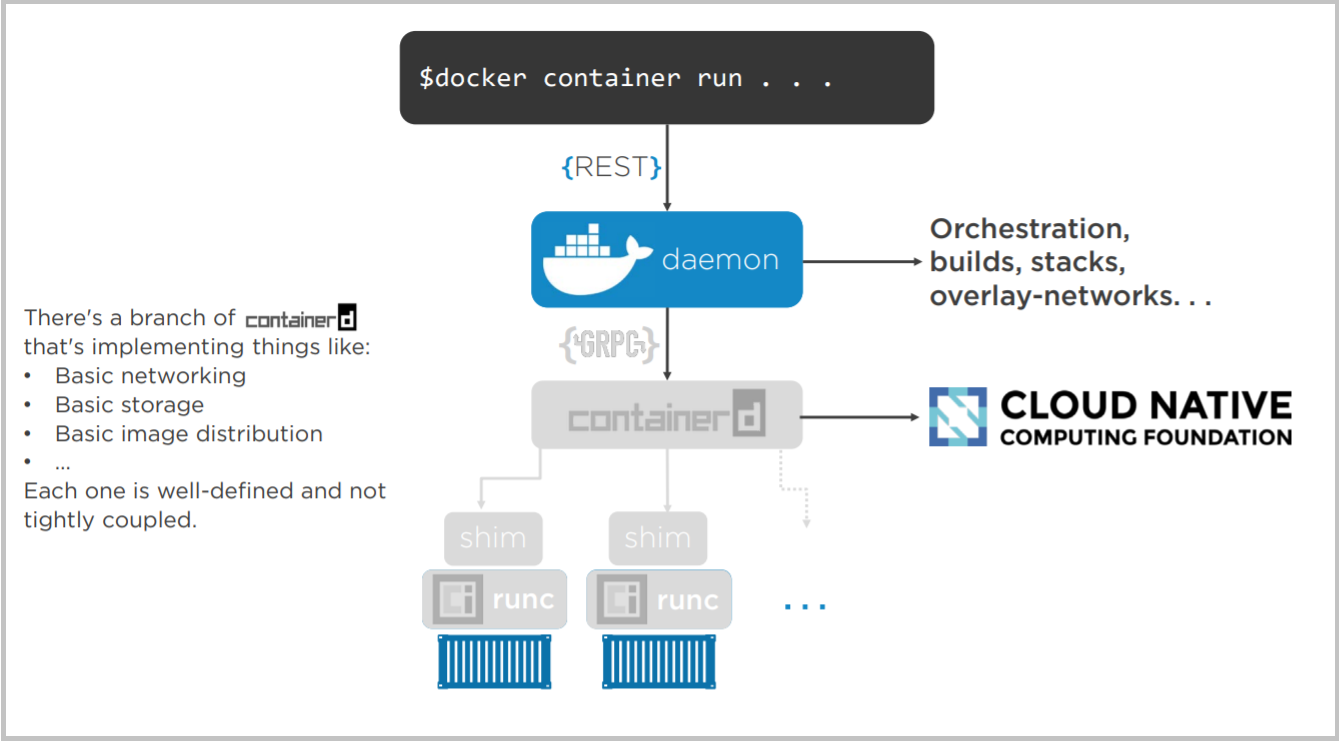 $docker container run . . .
{REST}
daemon
Orchestration,
builds, stacks,
overlay-networks. . .
There's a branch of containerd
that's implementing things like:
• Basic networking
• Basic storage
• Basic image distribution
• ...
Each one is well-defined and not
tightly coupled.
{GRPC}
containerd
CLOUD NATIVE
COMPUTING FOUNDATION
shim
shim
Ci runc
Ci runc
. . .